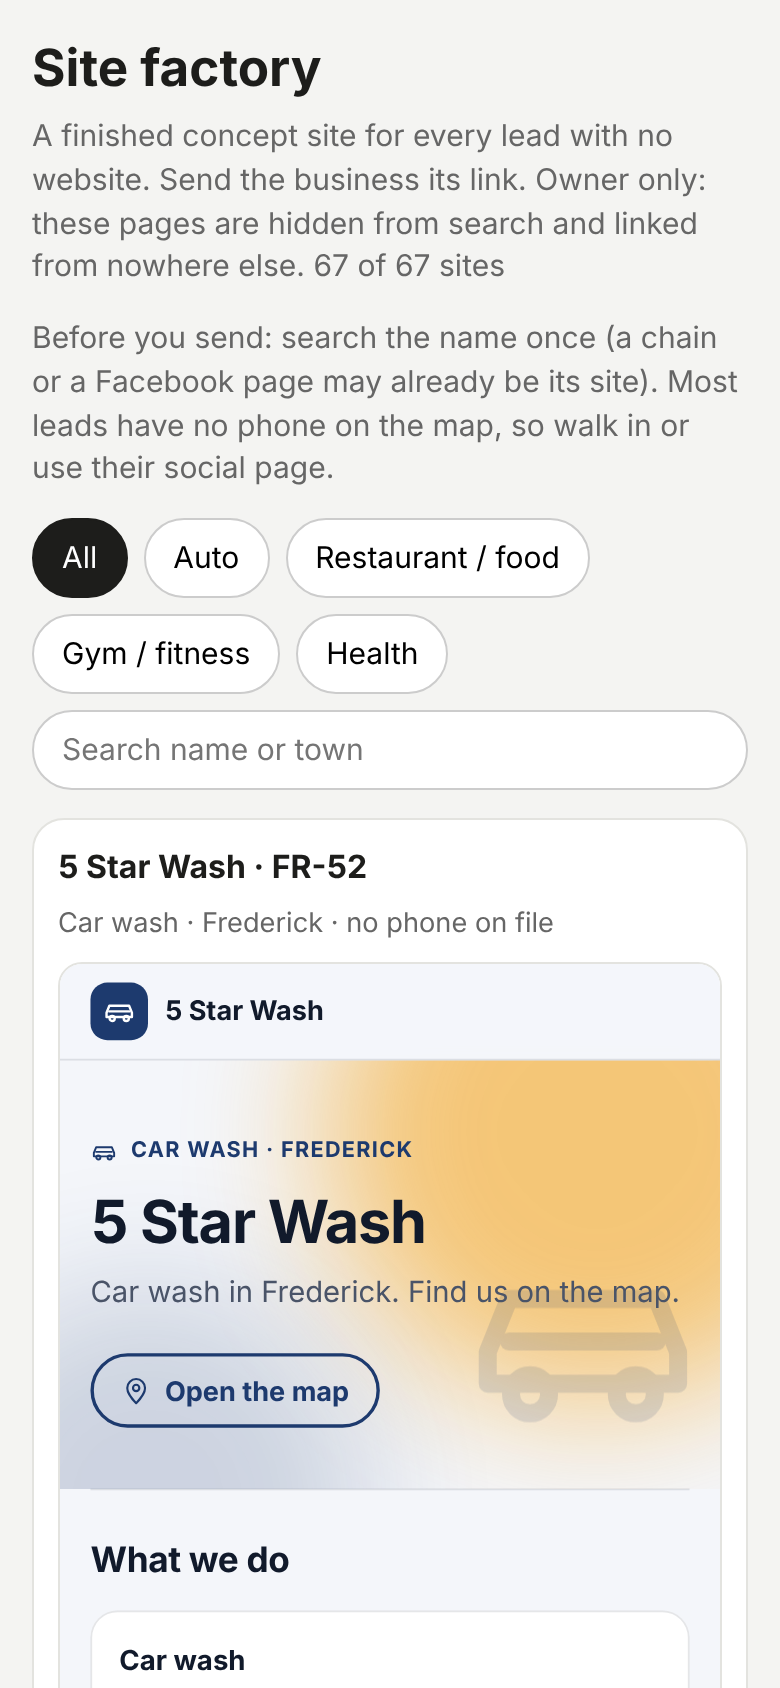 Site factory
A finished concept site for every lead with no
website. Send the business its link. Owner only:
these pages are hidden from search and linked
from nowhere else. 67 of 67 sites
Before you send: search the name once (a chain
or a Facebook page may already be its site). Most
leads have no phone on the map, so walk in or
use their social page.
All
Auto
Restaurant / food
Gym / fitness
Health
Search name or town
5 Star Wash · FR-52
Car wash · Frederick · no phone on file
5 Star Wash
CAR WASH · FREDERICK
5 Star Wash
Car wash in Frederick. Find us on the map.
Open the map
What we do
Car wash